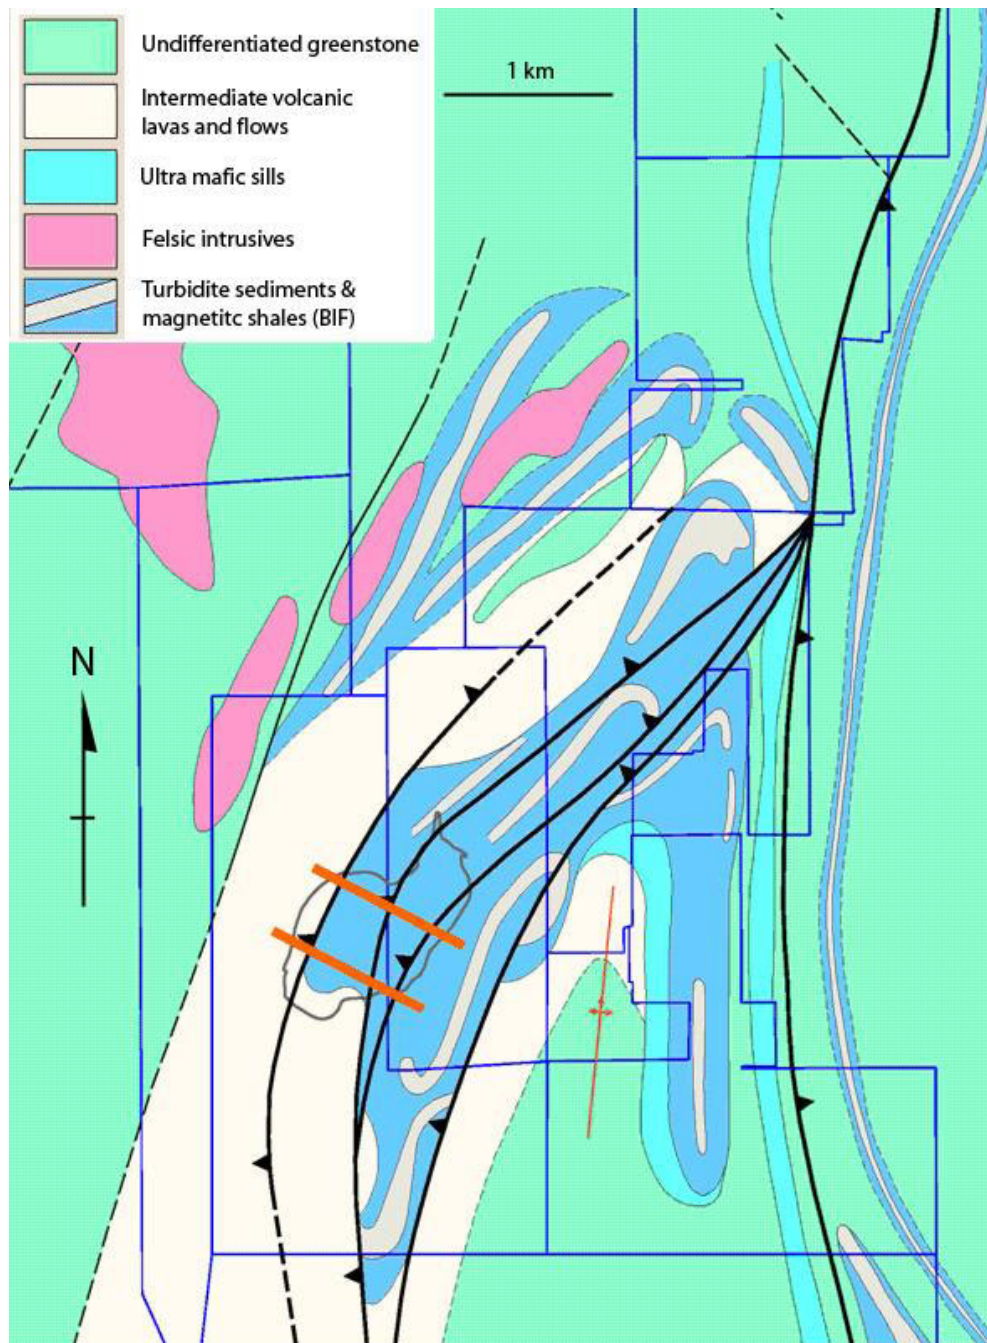 Undifferentiated greenstone
Intermediate volcanic
lavas and flows
Ultra mafic sills
Felsic intrusives
Turbidite sediments &
magnetitc shales (BIF)
1 km
N